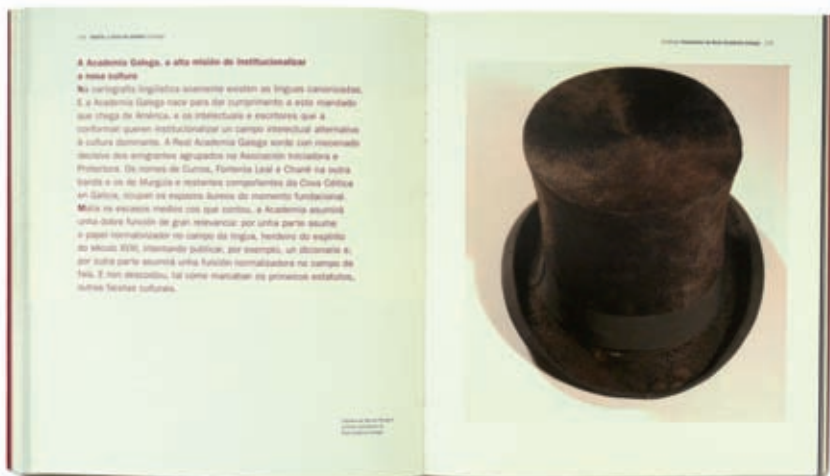 A Academia Galega, a alta misión de institucionalizar
a nosa cultura
Na cartografía lingüística soamente existen as linguas canonizadas.
E a Academia Galega nace para dar cumprimento a este mandado
que chega de América, e os intelectuais e escritores que a
conforman queren institucionalizar un campo intelectual alternativo
á cultura dominante. A Real Academia Galega xorde con mecenado
decisivo dos emigrantes agrupados na Asociación Iniciadora e
Protectora. Os nomes de Curros, Fontenla Leal e Chané na outra
banda e os de Murguía e restantes compoñentes da Cova Céltica
en Galicia, ocupan os espazos áureos do momento fundacional.
Malia os escasos medios cos que contou, a Academia asumirá
unha dobre función de gran relevancia: por unha parte asume
o papel normativizador no campo da lingua, herdeiro do espírito
do século XVIII, intentando publicar, por exemplo, un dicionario e,
por outra parte asumirá unha función normalizadora no campo de
feito. E non descoidou, tal como marcaban os primeiros estatutos,
outras facetas culturais.